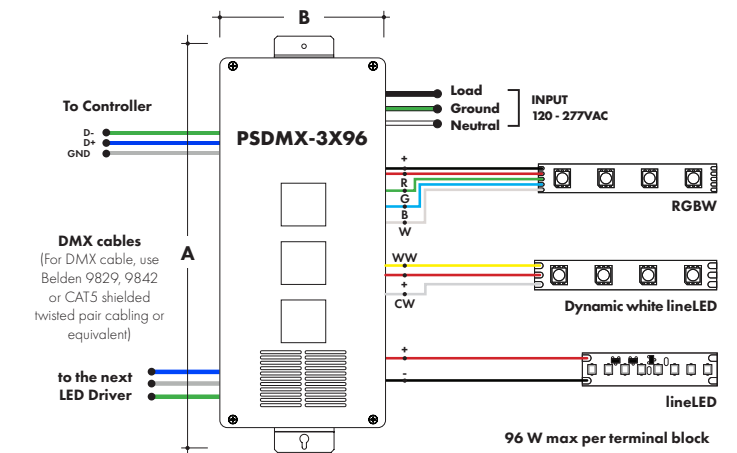 B
To Controller
D-
D+
GND
PSDMX-3X96
Load
Ground
Neutral
INPUT
120 - 277VAC
+
R
G
B
W
RGBW
DMX cables
(For DMX cable, use
Belden 9829, 9842
or CAT5 shielded
twisted pair cabling or
equivalent)
A
WW
+
CW
Dynamic white lineLED
to the next
LED Driver
+
-
lineLED
96 W max per terminal block